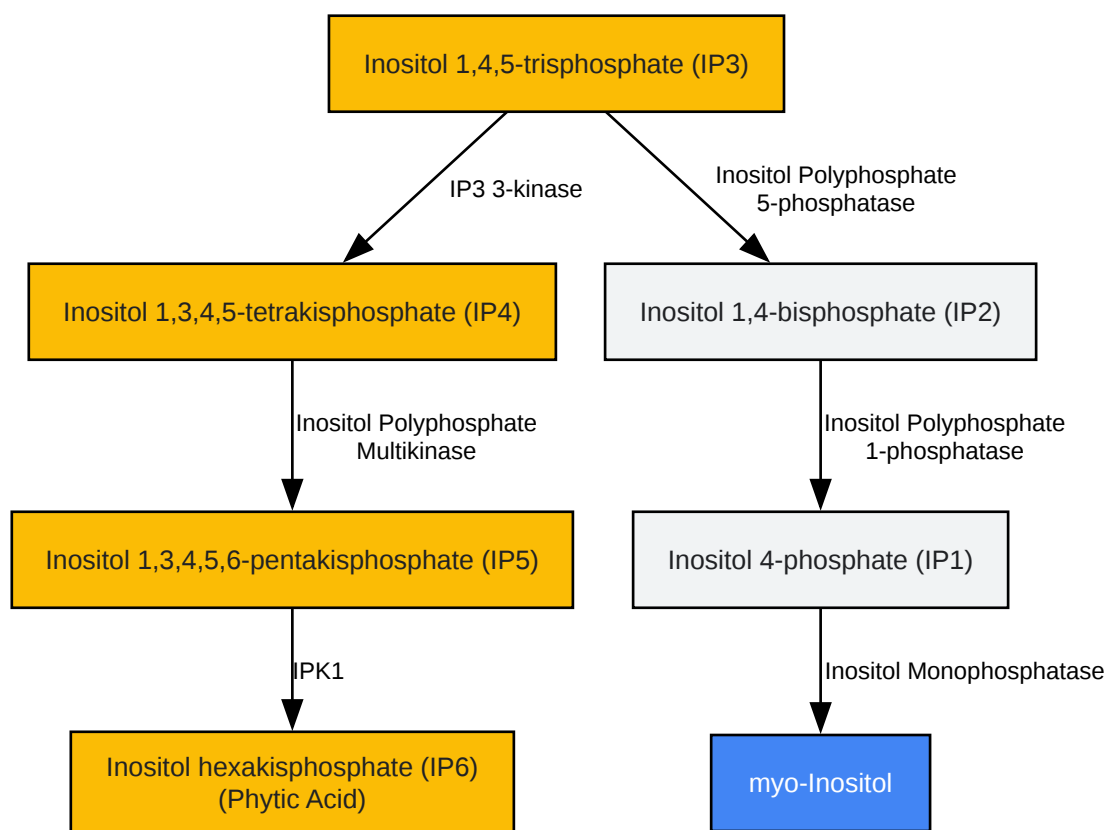 Inositol 1,4,5-trisphosphate (IP3)
IP3 3-kinase
Inositol Polyphosphate
5-phosphatase
Inositol 1,3,4,5-tetrakisphosphate (IP4)
Inositol 1,4-bisphosphate (IP2)
Inositol Polyphosphate
Multikinase
Inositol Polyphosphate
1-phosphatase
Inositol 1,3,4,5,6-pentakisphosphate (IP5)
Inositol 4-phosphate (IP1)
IPK1
Inositol Monophosphatase
Inositol hexakisphosphate (IP6)
(Phytic Acid)
myo-Inositol